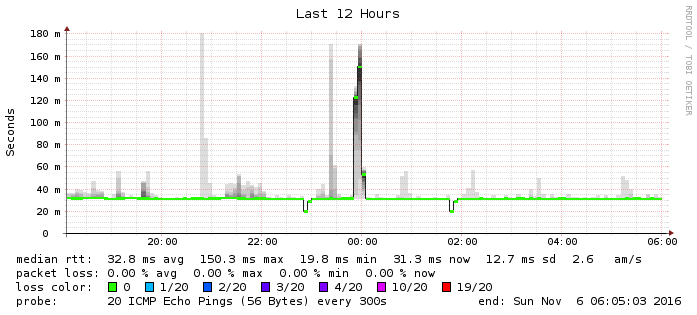 Last 12 Hours
RRDTOOL / TOBI OETIKER
Seconds
180 m
160 m
140 m
120 m
100 m
80 m
60 m
40 m
20 m
0
20:00 22:00 00:00 02:00 04:00 06:00
median rtt: 32.8 ms avg 150.3 ms max 19.8 ms min 31.3 ms now 12.7 ms sd 2.6 am/s
packet loss: 0.00 % avg 0.00 % max 0.00 % min 0.00 % now
loss color: 0 1/20 2/20 3/20 4/20 10/20 19/20
probe: 20 ICMP Echo Pings (56 Bytes) every 300s end: Sun Nov 6 06:05:03 2016